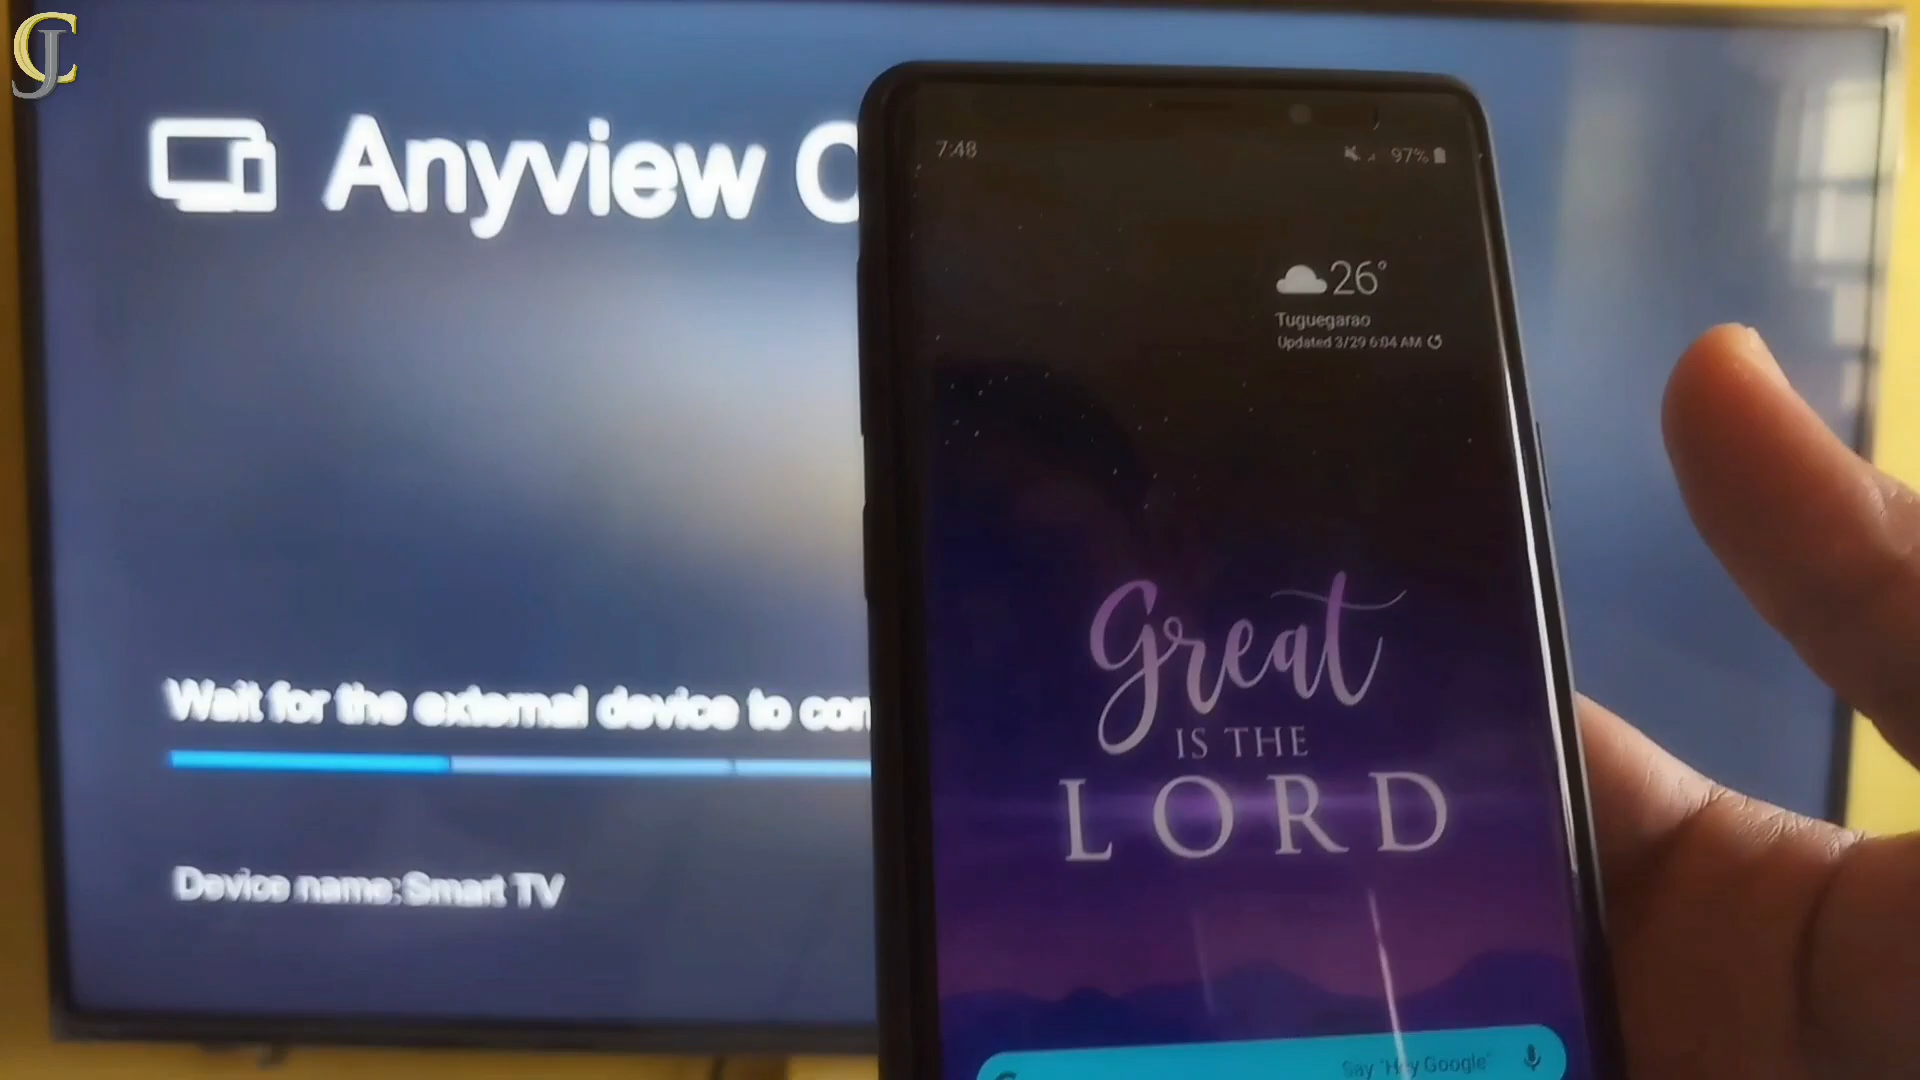 CJ
Anyview C
Wait for the external device to con
Device name: Smart TV
7:48
97%
26°
Tuguegarao
Updated 3/29 6:04 AM
Great
IS THE
LORD
Say "Hey Google"